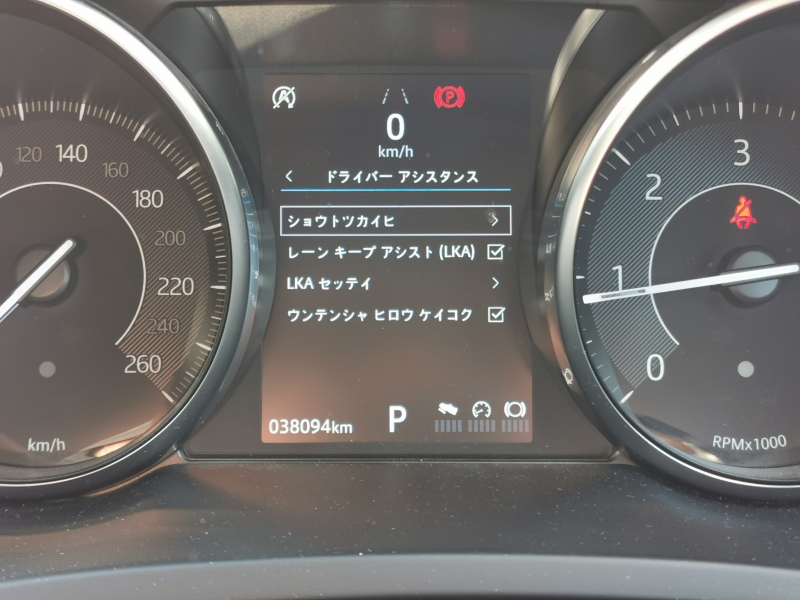 120 140 160 180 200 220 240 260
km/h
0
km/h
ドライバー アシスタンス
ショウトツカイヒ
レーン キープ アシスト (LKA)
LKA セッテイ
ウンテンシャ ヒロウ ケイコク
038094km P
3
2
1
0
RPMx1000